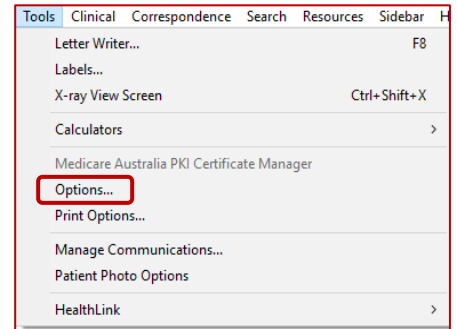 Tools Clinical Correspondence Search Resources Sidebar H
Letter Writer... F8
Labels...
X-ray View Screen Ctrl+Shift+X
Calculators >
Medicare Australia PKI Certificate Manager
Options...
Print Options...
Manage Communications...
Patient Photo Options
HealthLink >